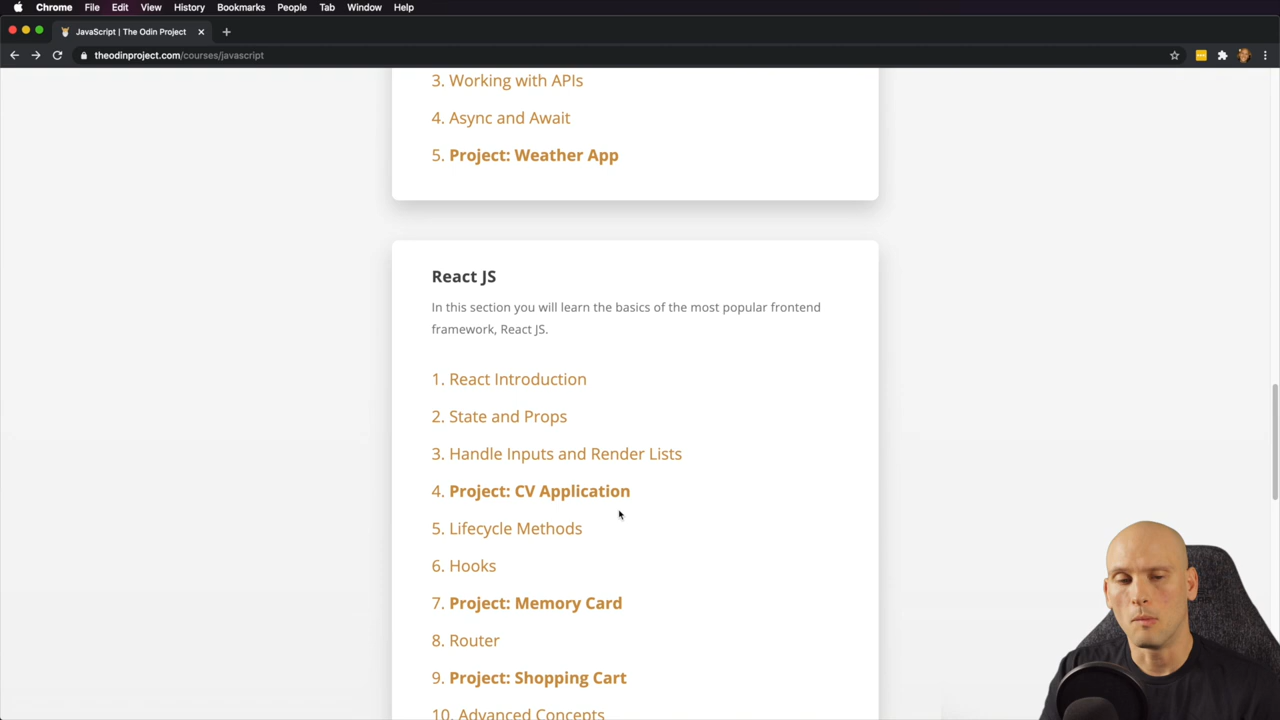 Chrome File Edit View History Bookmarks People Tab Window Help
JavaScript | The Odin Project
theodinproject.com/courses/javascript
3. Working with APIs
4. Async and Await
5. Project: Weather App
React JS
In this section you will learn the basics of the most popular frontend
framework, React JS.
1. React Introduction
2. State and Props
3. Handle Inputs and Render Lists
4. Project: CV Application
5. Lifecycle Methods
6. Hooks
7. Project: Memory Card
8. Router
9. Project: Shopping Cart
10. Advanced Concepts